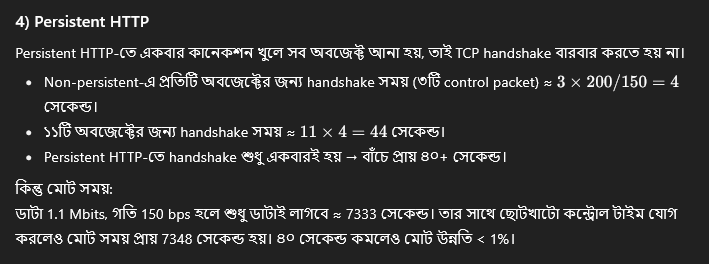 4) Persistent HTTP
Persistent HTTP-তে একবার কানেকশন খুলে সব অবজেক্ট আনা হয়, তাই TCP handshake বারবার করতে হয় না।
• Non-persistent-এ প্রতিটি অবজেক্টের জন্য handshake সময় (৩টি control packet) ≈ 3 × 200/150 = 4
সেকেন্ড।
• ১১টি অবজেক্টের জন্য handshake সময় ≈ 11 × 4 = 44 সেকেন্ড।
• Persistent HTTP-তে handshake শুধু একবারই হয় → বাঁচে প্রায় ৪০+ সেকেন্ড।
কিন্তু মোট সময়:
ডাটা 1.1 Mbits, গতি 150 bps হলে শুধু ডাটাই লাগবে ≈ 7333 সেকেন্ড। তার সাথে ছোটখাটো কন্ট্রোল টাইম যোগ
করলেও মোট সময় প্রায় 7348 সেকেন্ড হয়। ৪০ সেকেন্ড কমলেও মোট উন্নতি < 1%।